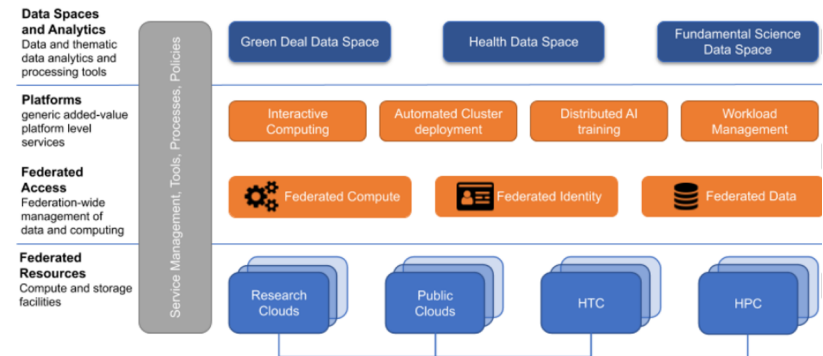 Data Spaces
and Analytics
Data and thematic
data analytics and
processing tools
Platforms
generic added-value
platform level
services
Federated
Access
Federation-wide
management of
data and computing
Federated
Resources
Compute and storage
facilities
Service Management, Tools, Processes, Policies
Green Deal Data Space
Health Data Space
Fundamental Science
Data Space
Interactive
Computing
Automated Cluster
deployment
Distributed AI
training
Workload
Management
Federated Compute
Federated Identity
Federated Data
Research
Clouds
Public
Clouds
HTC
HPC